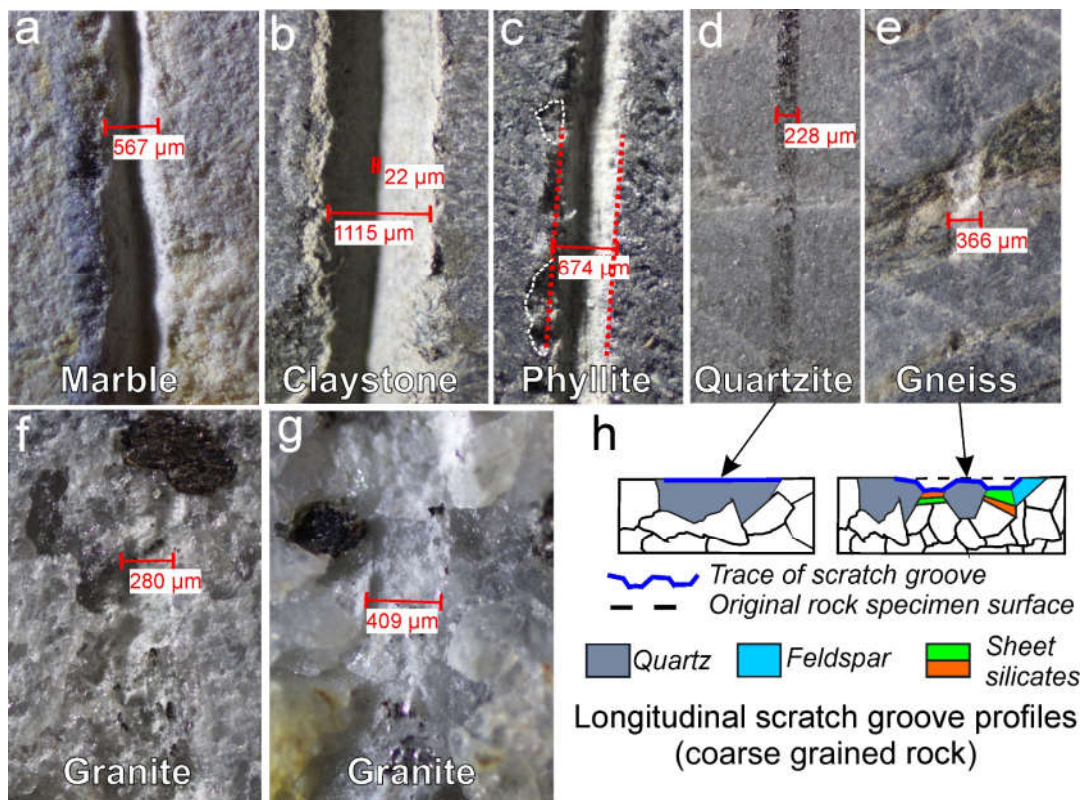 a
567 µm
Marble
b
22 µm
1115 µm
Claystone
c
674 µm
Phyllite
d
228 µm
Quartzite
e
366 µm
Gneiss
f
280 µm
Granite
g
409 µm
Granite
h
Trace of scratch groove
Original rock specimen surface
Quartz
Feldspar
Sheet
silicates
Longitudinal scratch groove profiles
(coarse grained rock)